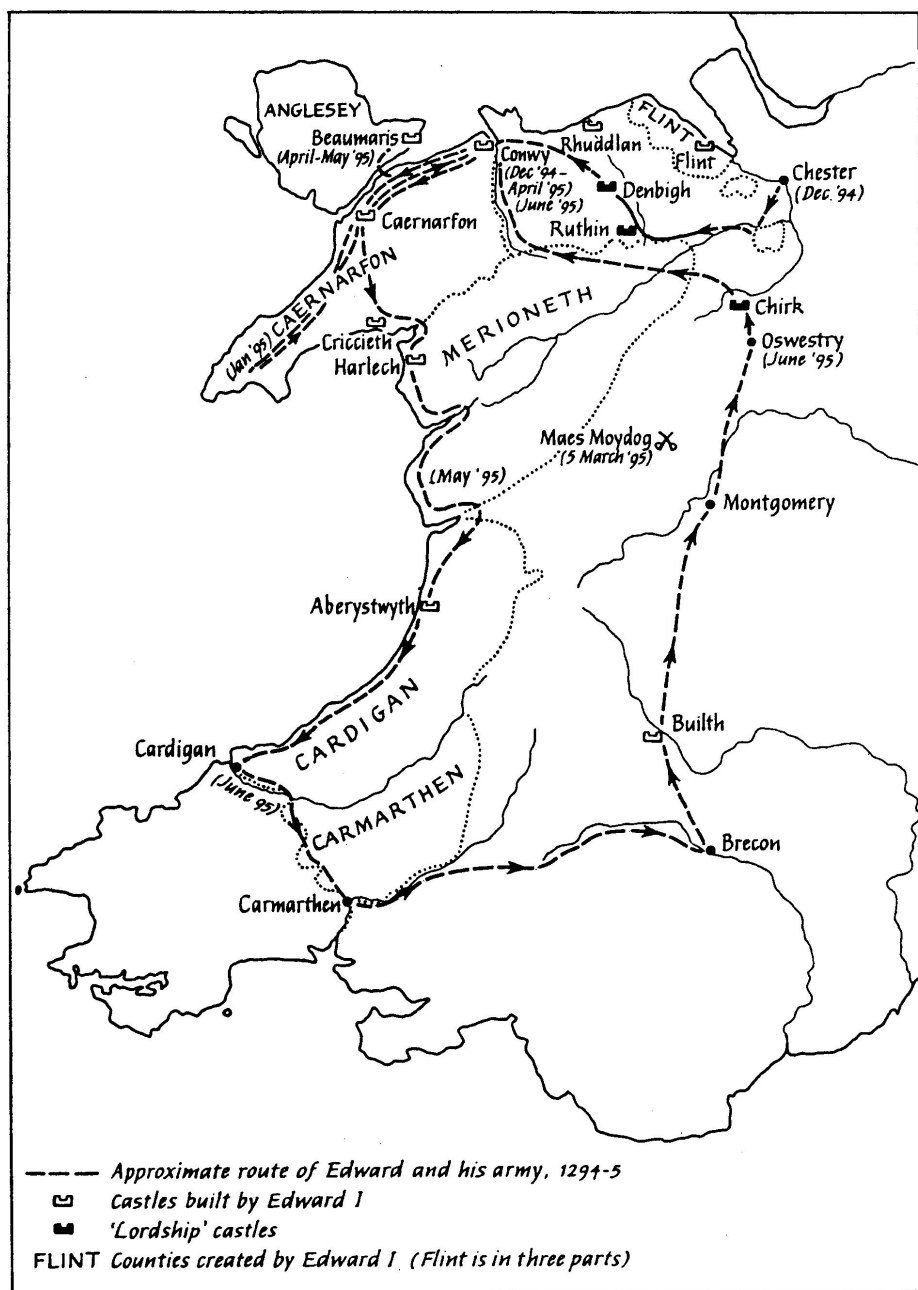 ANGLESEY
Beaumaris
(April-May '95)
FLINT
Rhuddlan
Flint
Conwy
(Dec '94-
April '95)
(June '95)
Denbigh
Chester
(Dec '94)
Ruthin
Caernarfon
CAERNARFON
(Jan '95)
Criccieth
Harlech
MERIONETH
Chirk
Oswestry
(June '95)
Maes Moydog
(5 March '95)
(May '95)
Montgomery
Aberystwyth
CARDIGAN
Cardigan
(June 95)
Builth
CARMARTHEN
Brecon
Carmarthen
Approximate route of Edward and his army, 1294-5
Castles built by Edward I
'Lordship' castles
FLINT Counties created by Edward I (Flint is in three parts)